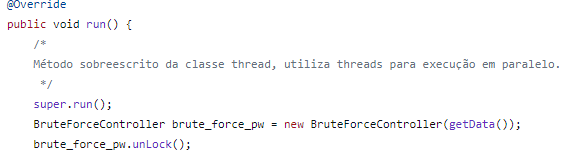 @Override
public void run() {
/*
Método sobreescrito da classe thread, utiliza threads para execução em paralelo.
*/
super.run();
BruteForceController brute_force_pw = new BruteForceController(getData());
brute_force_pw.unLock();